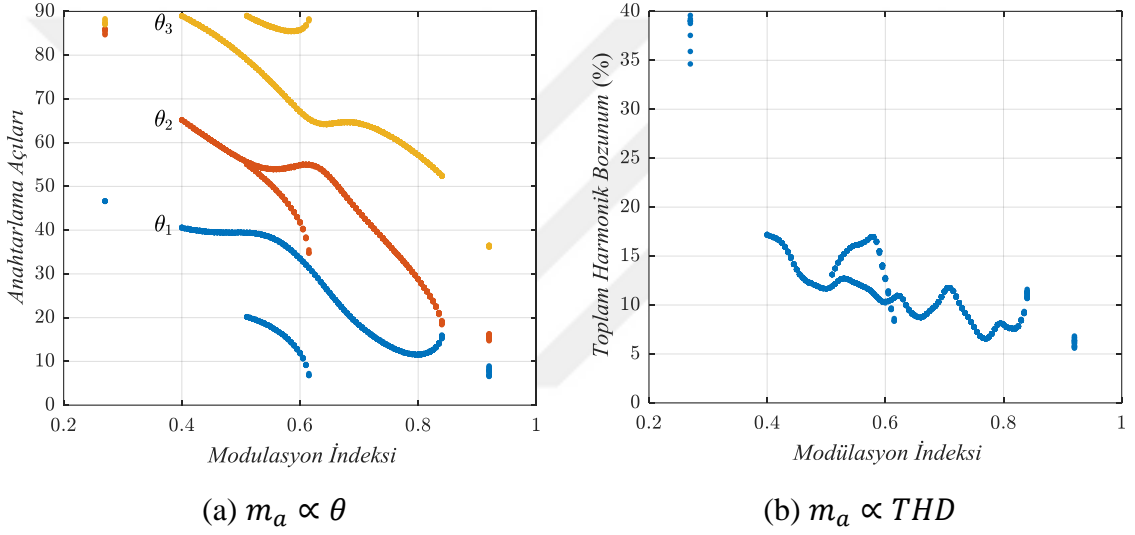 90
80
70
60
50
40
30
20
10
0
Anahtarlama Açıları
θ3
θ2
θ1
0.2 0.4 0.6 0.8 1
Modulasyon İndeksi
(a) m_a ∝ θ
40
35
30
25
20
15
10
5
0
Toplam Harmonik Bozunum (%)
0.2 0.4 0.6 0.8 1
Modülasyon İndeksi
(b) m_a ∝ THD